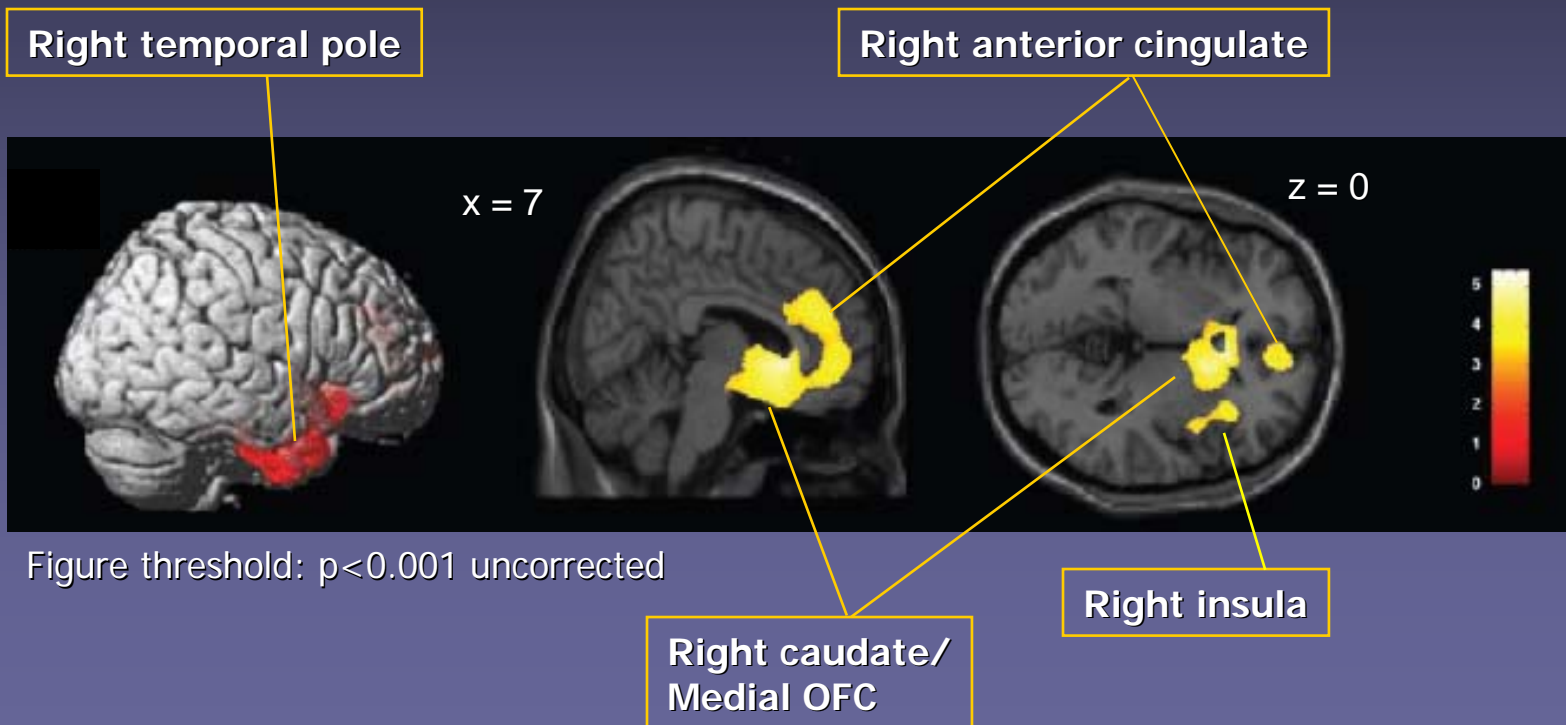 Right temporal pole
Right anterior cingulate
x = 7
z = 0
5
4
3
2
1
0
Figure threshold: p<0.001 uncorrected
Right insula
Right caudate/
Medial OFC